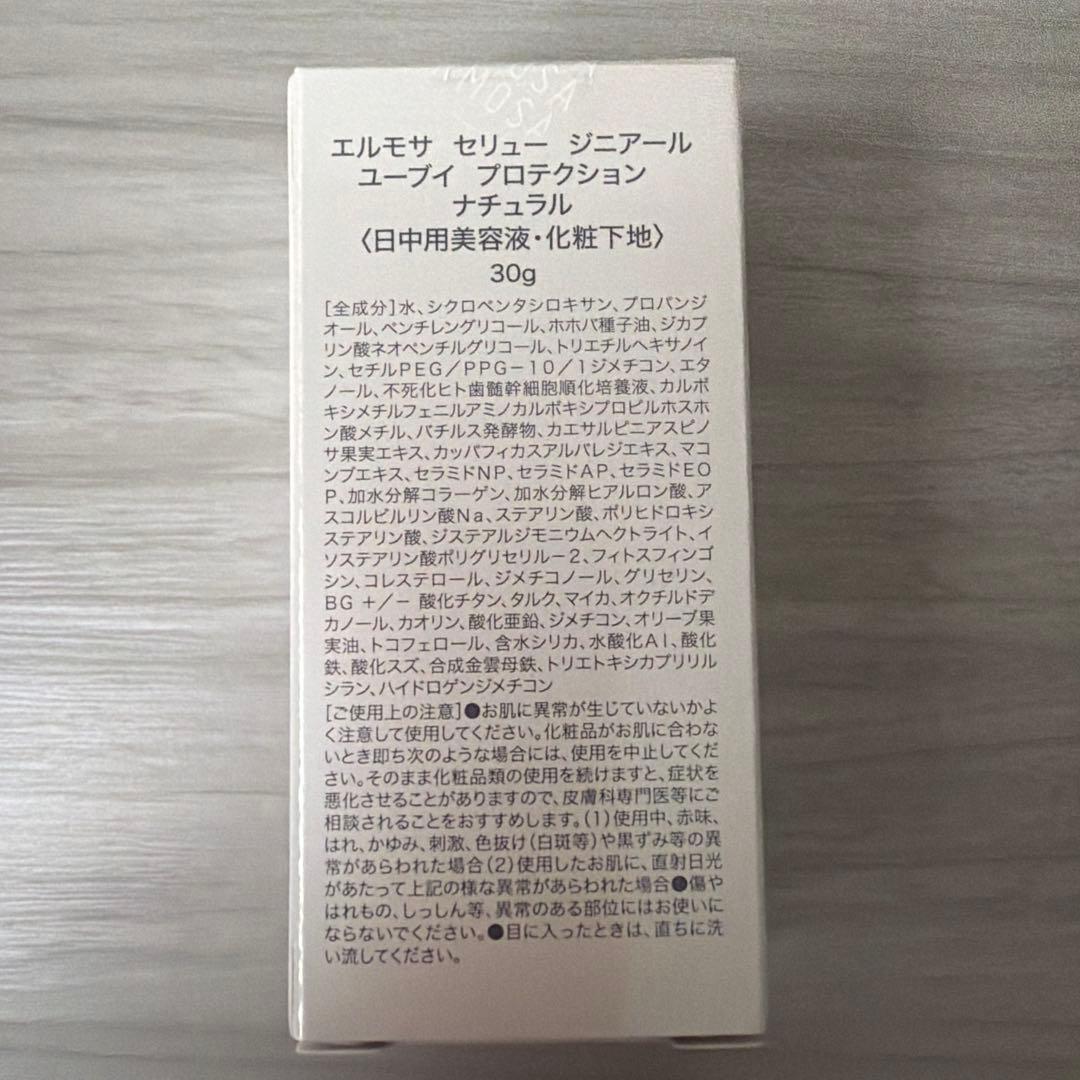 エルモサ セリュー ジニアール
ユーブイ プロテクション
ナチュラル
〈日中用美容液・化粧下地〉
30g
[全成分]水、シクロペンタシロキサン、プロパンジ
オール、ペンチレングリコール、ホホバ種子油、ジカプ
リン酸ネオペンチルグリコール、トリエチルヘキサノイ
ン、セチルPEG/PPG-10/1ジメチコン、エタ
ノール、不死化ヒト歯髄幹細胞順化培養液、カルボ
キシメチルフェニルアミノカルボキシプロピルホスホ
ン酸メチル、バチルス発酵物、カエサルピニアスピノ
サ果実エキス、カッパフィカスアルバレジエキス、マコ
ンブエキス、セラミドNP、セラミドAP、セラミドEO
P、加水分解コラーゲン、加水分解ヒアルロン酸、ア
スコルビルリン酸Na、ステアリン酸、ポリヒドロキシ
ステアリン酸、ジステアルジモニウムヘクトライト、イ
ソステアリン酸ポリグリセリル-2、フィトスフィンゴ
シン、コレステロール、ジメチコノール、グリセリン、
BG +/- 酸化チタン、タルク、マイカ、オクチルドデ
カノール、カオリン、酸化亜鉛、ジメチコン、オリーブ果
実油、トコフェロール、含水シリカ、水酸化Al、酸化
鉄、酸化スズ、合成金雲母鉄、トリエトキシカプリリル
シラン、ハイドロゲンジメチコン
[ご使用上の注意]●お肌に異常が生じていないかよ
く注意して使用してください。化粧品がお肌に合わな
いとき即ち次のような場合には、使用を中止してくだ
さい。そのまま化粧品類の使用を続けますと、症状を
悪化させることがありますので、皮膚科専門医等にご
相談されることをおすすめします。(1)使用中、赤味、
はれ、かゆみ、刺激、色抜け(白斑等)や黒ずみ等の異
常があらわれた場合(2)使用したお肌に、直射日光
があたって上記の様な異常があらわれた場合●傷や
はれもの、しっしん等、異常のある部位にはお使いに
ならないでください。●目に入ったときは、直ちに洗
い流してください。